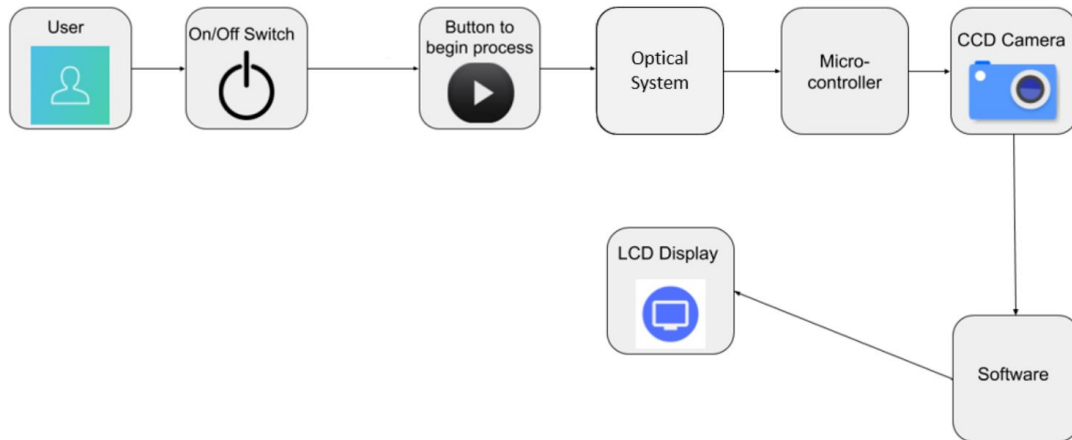 User
On/Off Switch
Button to
begin process
Optical
System
Micro-
controller
CCD Camera
LCD Display
Software